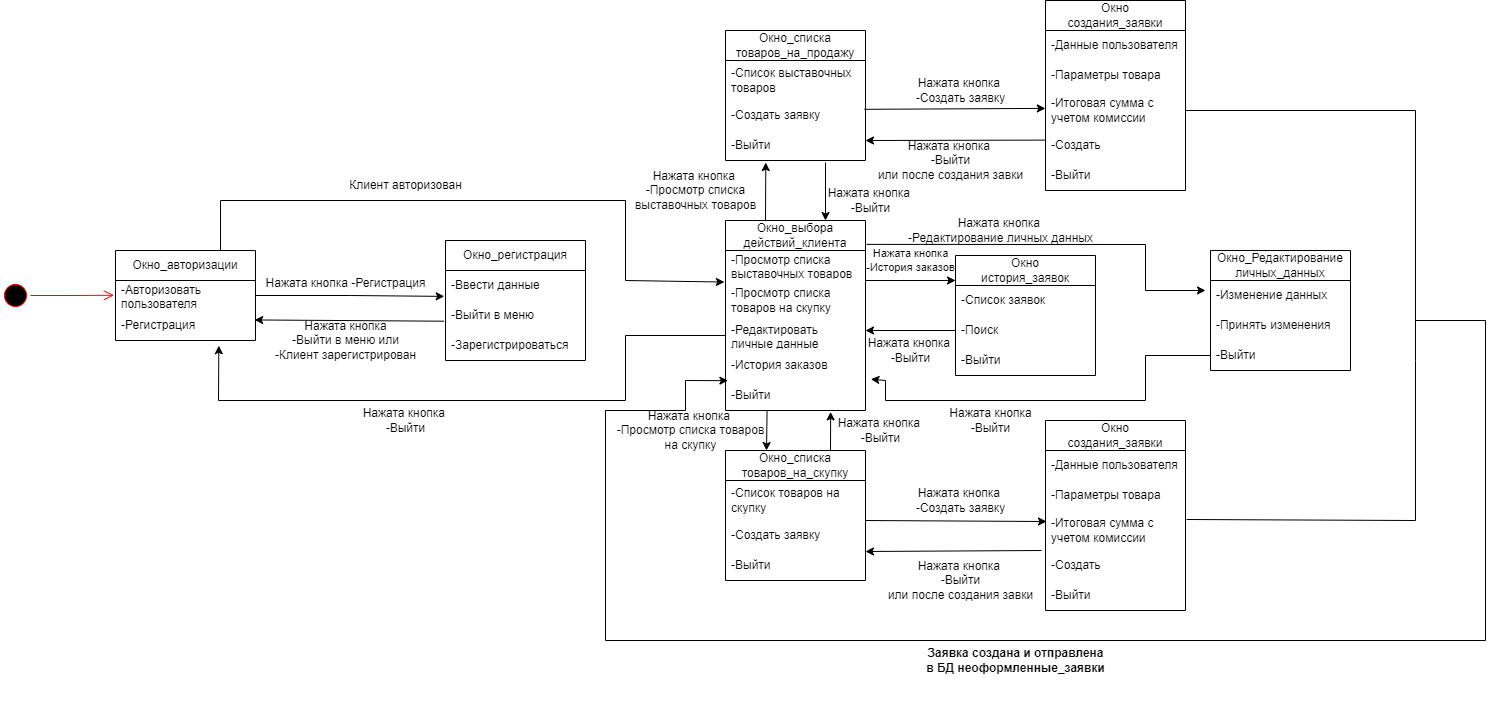 Окно
создания_заявки
-Данные пользователя
-Параметры товара
-Итоговая сумма с
учетом комиссии
-Создать
-Выйти
Окно_списка
товаров_на_продажу
-Список выставочных
товаров
-Создать заявку
-Выйти
Нажата кнопка
-Создать заявку
Нажата кнопка
-Выйти
или после создания завки
Нажата кнопка
-Просмотр списка
выставочных товаров
Нажата кнопка
-Выйти
Клиент авторизован
Окно_авторизации
-Авторизовать
пользователя
-Регистрация
Нажата кнопка -Регистрация
Нажата кнопка
-Выйти в меню или
-Клиент зарегистрирован
Окно_регистрация
-Ввести данные
-Выйти в меню
-Зарегистрироваться
Окно_выбора
действий_клиента
-Просмотр списка
выставочных товаров
-Просмотр списка
товаров на скупку
-Редактировать
личные данные
-История заказов
-Выйти
Нажата кнопка
-Редактирование личных данных
Нажата кнопка
-История заказов
Окно
история_заявок
-Список заявок
-Поиск
-Выйти
Нажата кнопка
-Выйти
Окно_Редактирование
личных_данных
-Изменение данных
-Принять изменения
-Выйти
Нажата кнопка
-Выйти
Нажата кнопка
-Выйти
Нажата кнопка
-Просмотр списка товаров
на скупку
Нажата кнопка
-Выйти
Окно_списка
товаров_на_скупку
-Список товаров на
скупку
-Создать заявку
-Выйти
Нажата кнопка
-Создать заявку
Нажата кнопка
-Выйти
или после создания завки
Окно
создания_заявки
-Данные пользователя
-Параметры товара
-Итоговая сумма с
учетом комиссии
-Создать
-Выйти
Заявка создана и отправлена
в БД неоформленные_заявки